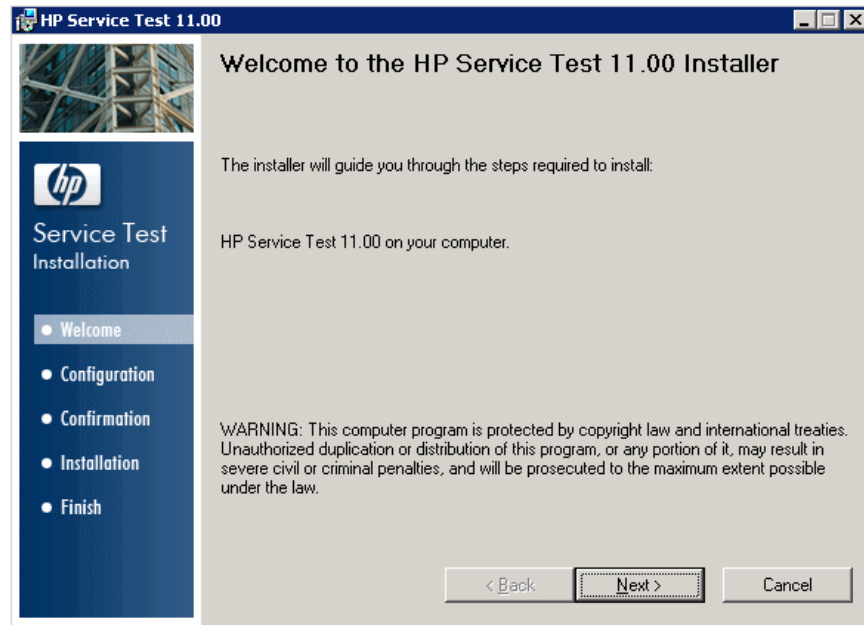 HP Service Test 11.00
Welcome to the HP Service Test 11.00 Installer
The installer will guide you through the steps required to install:
HP Service Test 11.00 on your computer.
hp
Service Test
Installation
Welcome
Configuration
Confirmation
Installation
Finish
WARNING: This computer program is protected by copyright law and international treaties.
Unauthorized duplication or distribution of this program, or any portion of it, may result in
severe civil or criminal penalties, and will be prosecuted to the maximum extent possible
under the law.
< Back
Next >
Cancel